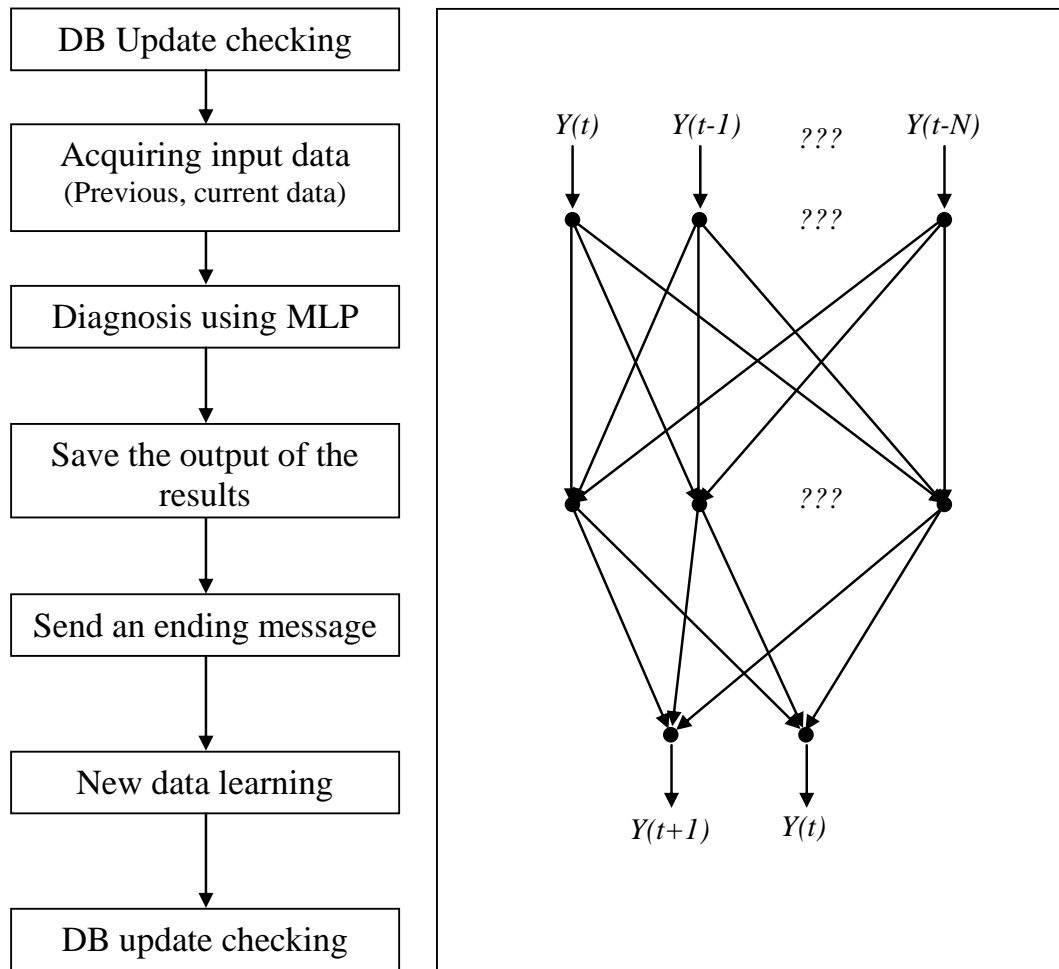 DB Update checking
Acquiring input data
(Previous, current data)
Diagnosis using MLP
Save the output of the
results
Send an ending message
New data learning
DB update checking
Y(t) Y(t-1) ??? Y(t-N)
???
???
Y(t+1) Y(t)